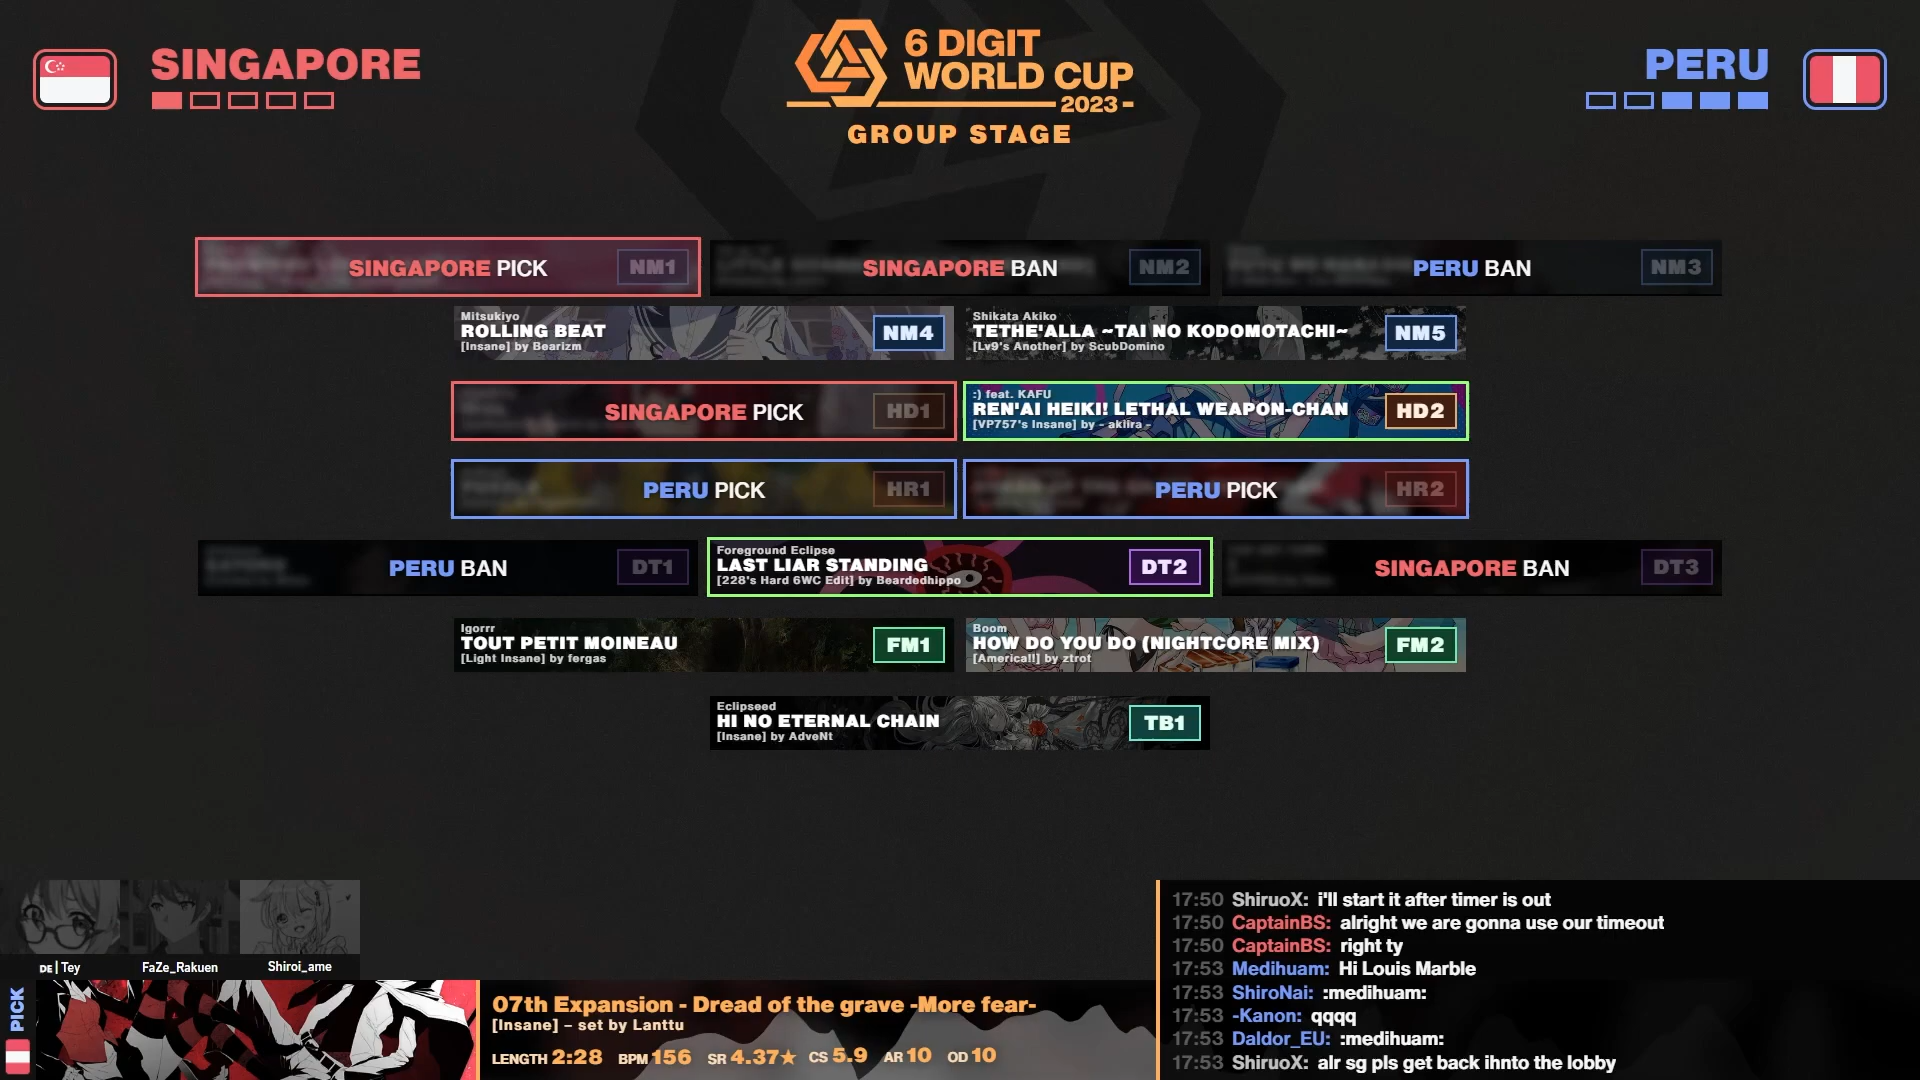 SINGAPORE
6 DIGIT
WORLD CUP
2023
GROUP STAGE
PERU
SINGAPORE PICK NM1
SINGAPORE BAN NM2
PERU BAN NM3
Mitsukiyo
ROLLING BEAT
[Insane] by Bearizm
NM4
Shikata Akiko
TETHE'ALLA ~TAI NO KODOMOTACHI~
[Lv9's Another] by ScubDomino
NM5
SINGAPORE PICK HD1
:) feat. KAFU
REN'AI HEIKI! LETHAL WEAPON-CHAN
[VP757's Insane] by - akiira -
HD2
PERU PICK HR1
PERU PICK HR2
PERU BAN DT1
Foreground Eclipse
LAST LIAR STANDING
[228's Hard 6WC Edit] by Beardedhippo
DT2
SINGAPORE BAN DT3
Igorrr
TOUT PETIT MOINEAU
[Light Insane] by fergas
FM1
Boom
HOW DO YOU DO (NIGHTCORE MIX)
[America!!] by ztrot
FM2
Eclipseed
HI NO ETERNAL CHAIN
[Insane] by AdveNt
TB1
DE | Tey
FaZe_Rakuen
Shiroi_ame
PICK
07th Expansion - Dread of the grave -More fear-
[Insane] - set by Lanttu
LENGTH 2:28 BPM 156 SR 4.37★ CS 5.9 AR 10 OD 10
17:50 ShiruoX: i'll start it after timer is out
17:50 CaptainBS: alright we are gonna use our timeout
17:50 CaptainBS: right ty
17:53 Medihuam: Hi Louis Marble
17:53 ShiroNai: :medihuam:
17:53 -Kanon: qqqq
17:53 Daldor_EU: :medihuam:
17:53 ShiruoX: alr sg pls get back ihnto the lobby